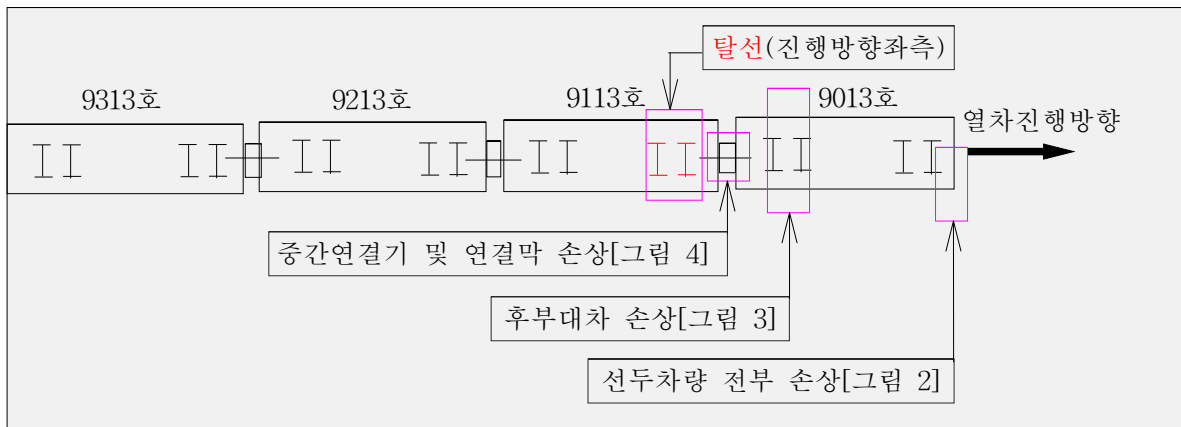 탈선(진행방향좌측)
9313호
9213호
9113호
9013호
열차진행방향
중간연결기 및 연결막 손상[그림 4]
후부대차 손상[그림 3]
선두차량 전부 손상[그림 2]